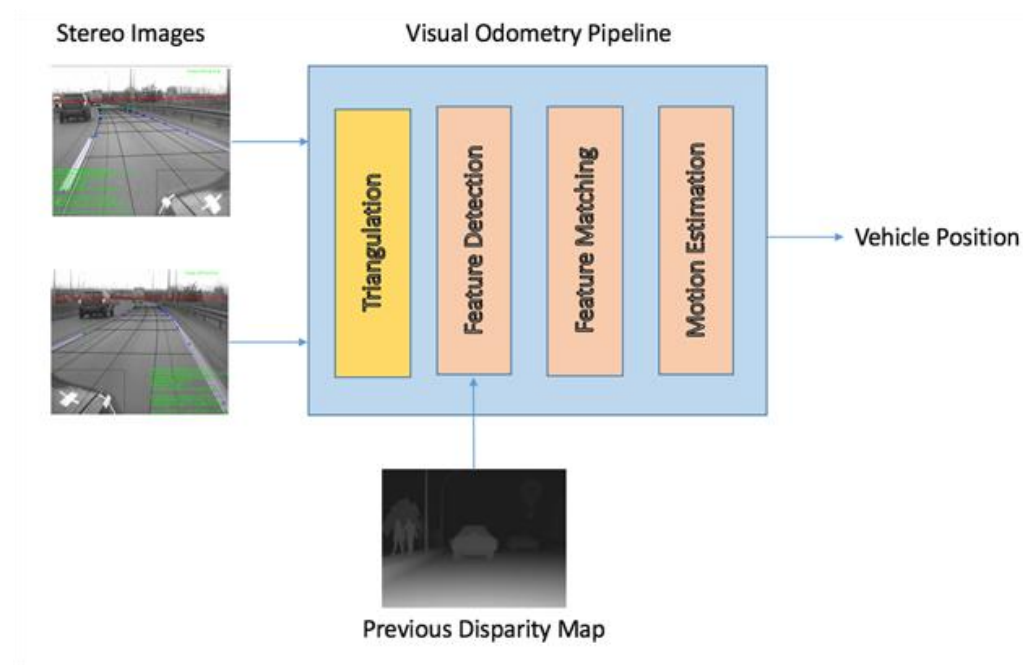 Stereo Images
Visual Odometry Pipeline
Triangulation
Feature Detection
Feature Matching
Motion Estimation
Vehicle Position
Previous Disparity Map